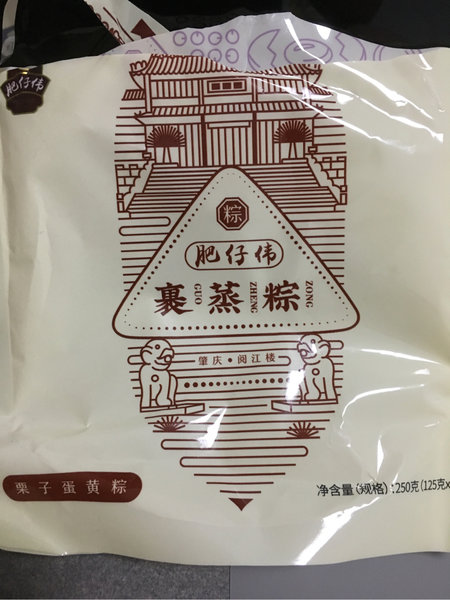 肥仔伟
粽
肥仔伟
裹蒸粽
GUO ZHENG ZONG
肇庆·阅江楼
栗子蛋黄粽
净含量(规格):250克(125克x